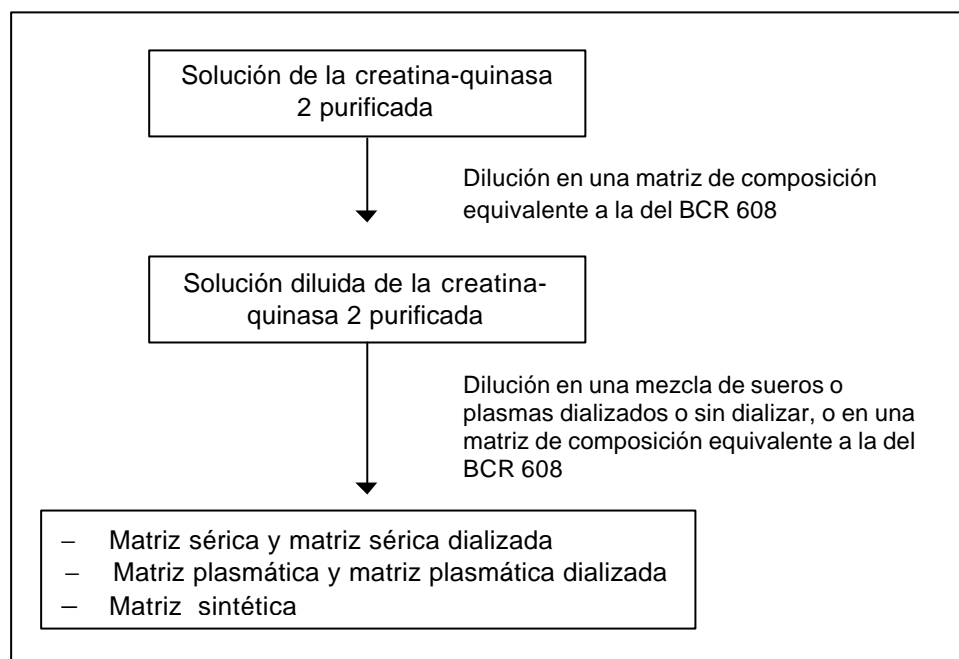 Solución de la creatina-quinasa
2 purificada
Dilución en una matriz de composición
equivalente a la del BCR 608
Solución diluida de la creatina-
quinasa 2 purificada
Dilución en una mezcla de sueros o
plasmas dializados o sin dializar, o en una
matriz de composición equivalente a la del
BCR 608
– Matriz sérica y matriz sérica dializada
– Matriz plasmática y matriz plasmática dializada
– Matriz sintética